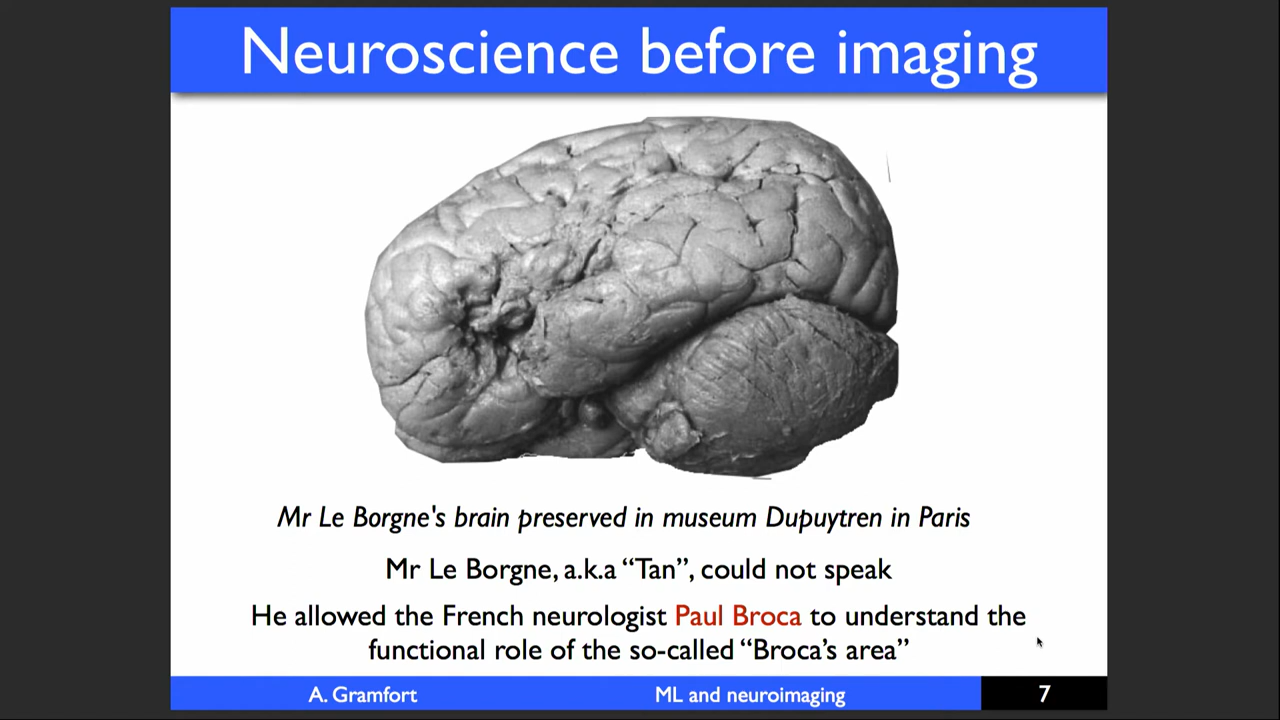 Neuroscience before imaging
Mr Le Borgne's brain preserved in museum Dupuytren in Paris
Mr Le Borgne, a.k.a “Tan”, could not speak
He allowed the French neurologist Paul Broca to understand the
functional role of the so-called “Broca’s area”
A. Gramfort ML and neuroimaging 7